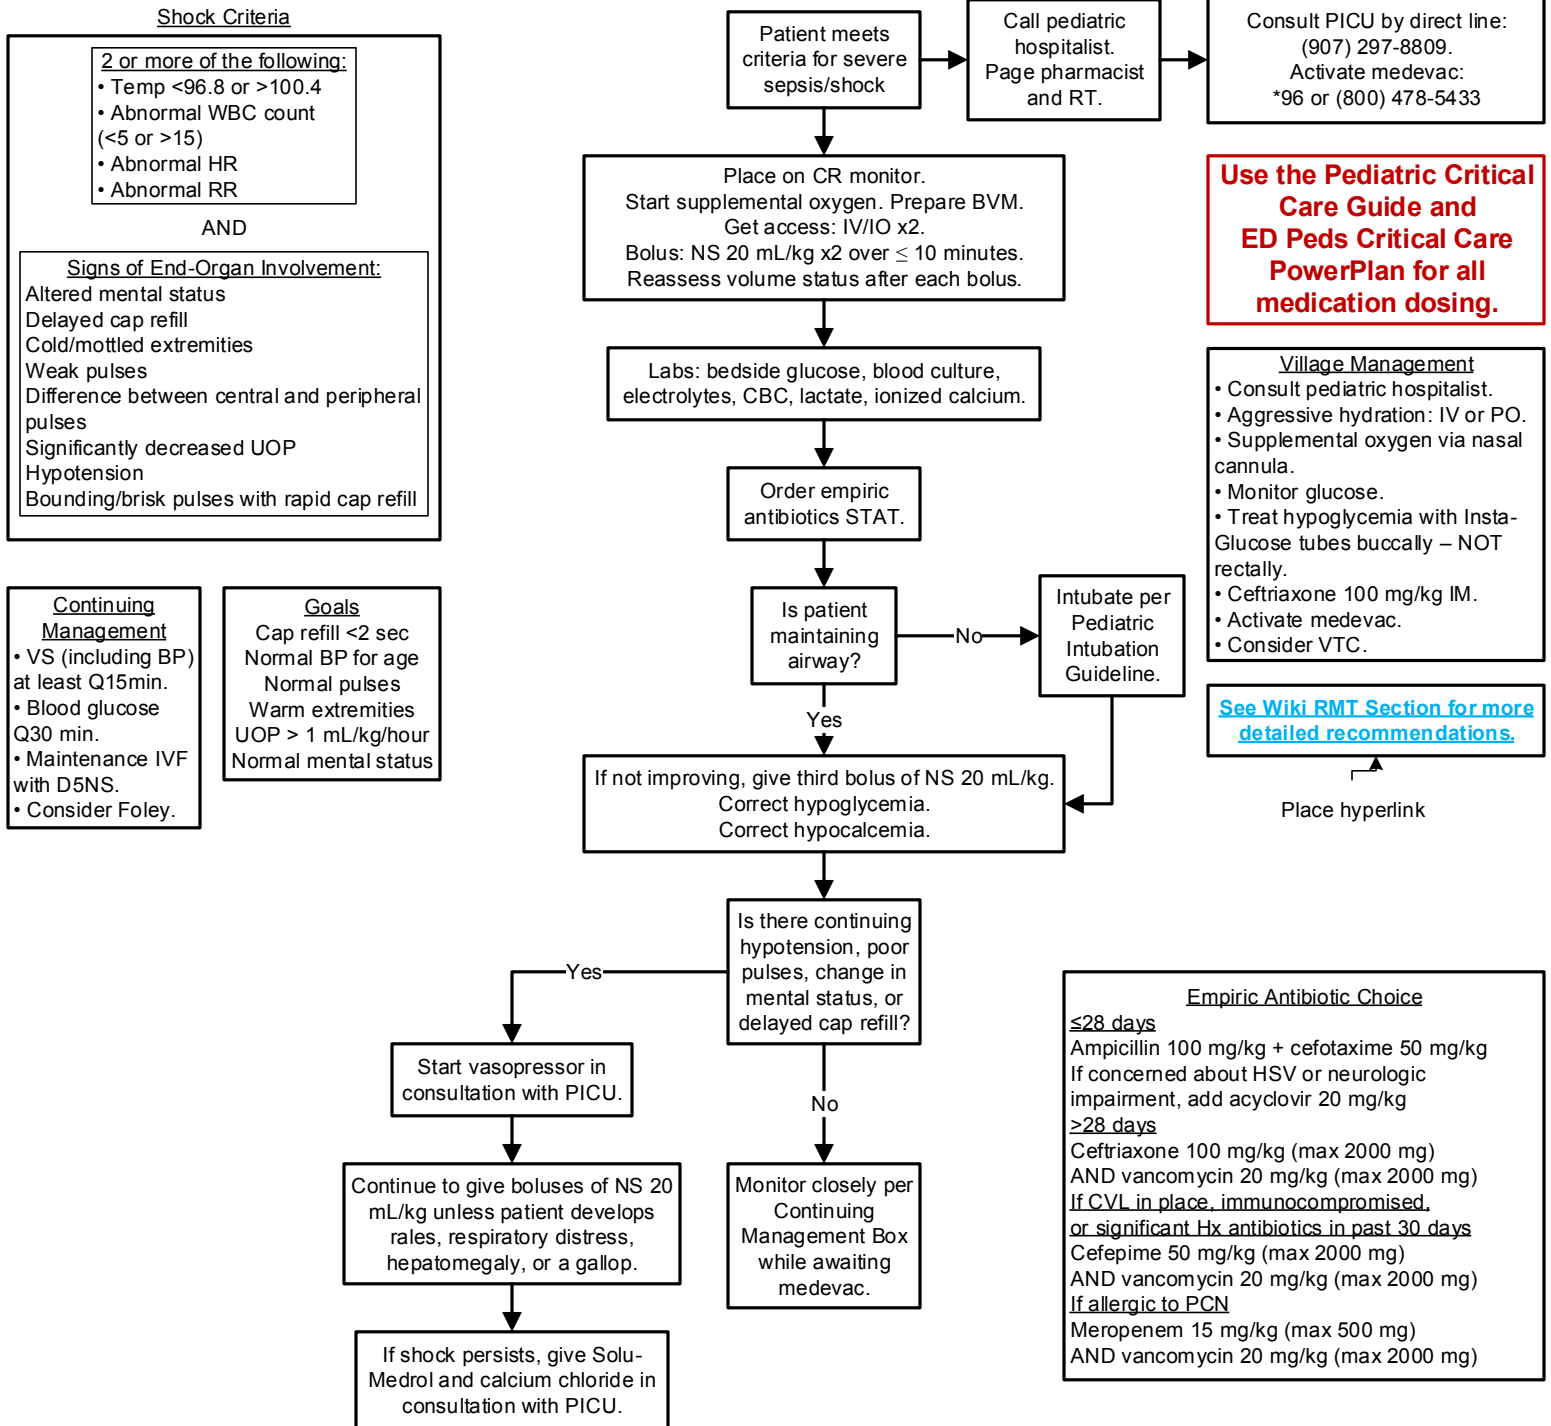 Shock Criteria
2 or more of the following:
• Temp <96.8 or >100.4
• Abnormal WBC count
(<5 or >15)
• Abnormal HR
• Abnormal RR
AND
Signs of End-Organ Involvement:
Altered mental status
Delayed cap refill
Cold/mottled extremities
Weak pulses
Difference between central and peripheral
pulses
Significantly decreased UOP
Hypotension
Bounding/brisk pulses with rapid cap refill
Continuing
Management
• VS (including BP)
at least Q15min.
• Blood glucose
Q30 min.
• Maintenance IVF
with D5NS.
• Consider Foley.
Goals
Cap refill <2 sec
Normal BP for age
Normal pulses
Warm extremities
UOP > 1 mL/kg/hour
Normal mental status
Patient meets
criteria for severe
sepsis/shock
Call pediatric
hospitalist.
Page pharmacist
and RT.
Consult PICU by direct line:
(907) 297-8809.
Activate medevac:
*96 or (800) 478-5433
Place on CR monitor.
Start supplemental oxygen. Prepare BVM.
Get access: IV/IO x2.
Bolus: NS 20 mL/kg x2 over ≤ 10 minutes.
Reassess volume status after each bolus.
Labs: bedside glucose, blood culture,
electrolytes, CBC, lactate, ionized calcium.
Order empiric
antibiotics STAT.
Is patient
maintaining
airway?
No
Intubate per
Pediatric
Intubation
Guideline.
Yes
If not improving, give third bolus of NS 20 mL/kg.
Correct hypoglycemia.
Correct hypocalcemia.
Is there continuing
hypotension, poor
pulses, change in
mental status, or
delayed cap refill?
Yes
Start vasopressor in
consultation with PICU.
Continue to give boluses of NS 20
mL/kg unless patient develops
rales, respiratory distress,
hepatomegaly, or a gallop.
If shock persists, give Solu-
Medrol and calcium chloride in
consultation with PICU.
No
Monitor closely per
Continuing
Management Box
while awaiting
medevac.
Use the Pediatric Critical
Care Guide and
ED Peds Critical Care
PowerPlan for all
medication dosing.
Village Management
• Consult pediatric hospitalist.
• Aggressive hydration: IV or PO.
• Supplemental oxygen via nasal
cannula.
• Monitor glucose.
• Treat hypoglycemia with Insta-
Glucose tubes buccally – NOT
rectally.
• Ceftriaxone 100 mg/kg IM.
• Activate medevac.
• Consider VTC.
See Wiki RMT Section for more
detailed recommendations.
Place hyperlink
Empiric Antibiotic Choice
≤28 days
Ampicillin 100 mg/kg + cefotaxime 50 mg/kg
If concerned about HSV or neurologic
impairment, add acyclovir 20 mg/kg
>28 days
Ceftriaxone 100 mg/kg (max 2000 mg)
AND vancomycin 20 mg/kg (max 2000 mg)
If CVL in place, immunocompromised,
or significant Hx antibiotics in past 30 days
Cefepime 50 mg/kg (max 2000 mg)
AND vancomycin 20 mg/kg (max 2000 mg)
If allergic to PCN
Meropenem 15 mg/kg (max 500 mg)
AND vancomycin 20 mg/kg (max 2000 mg)